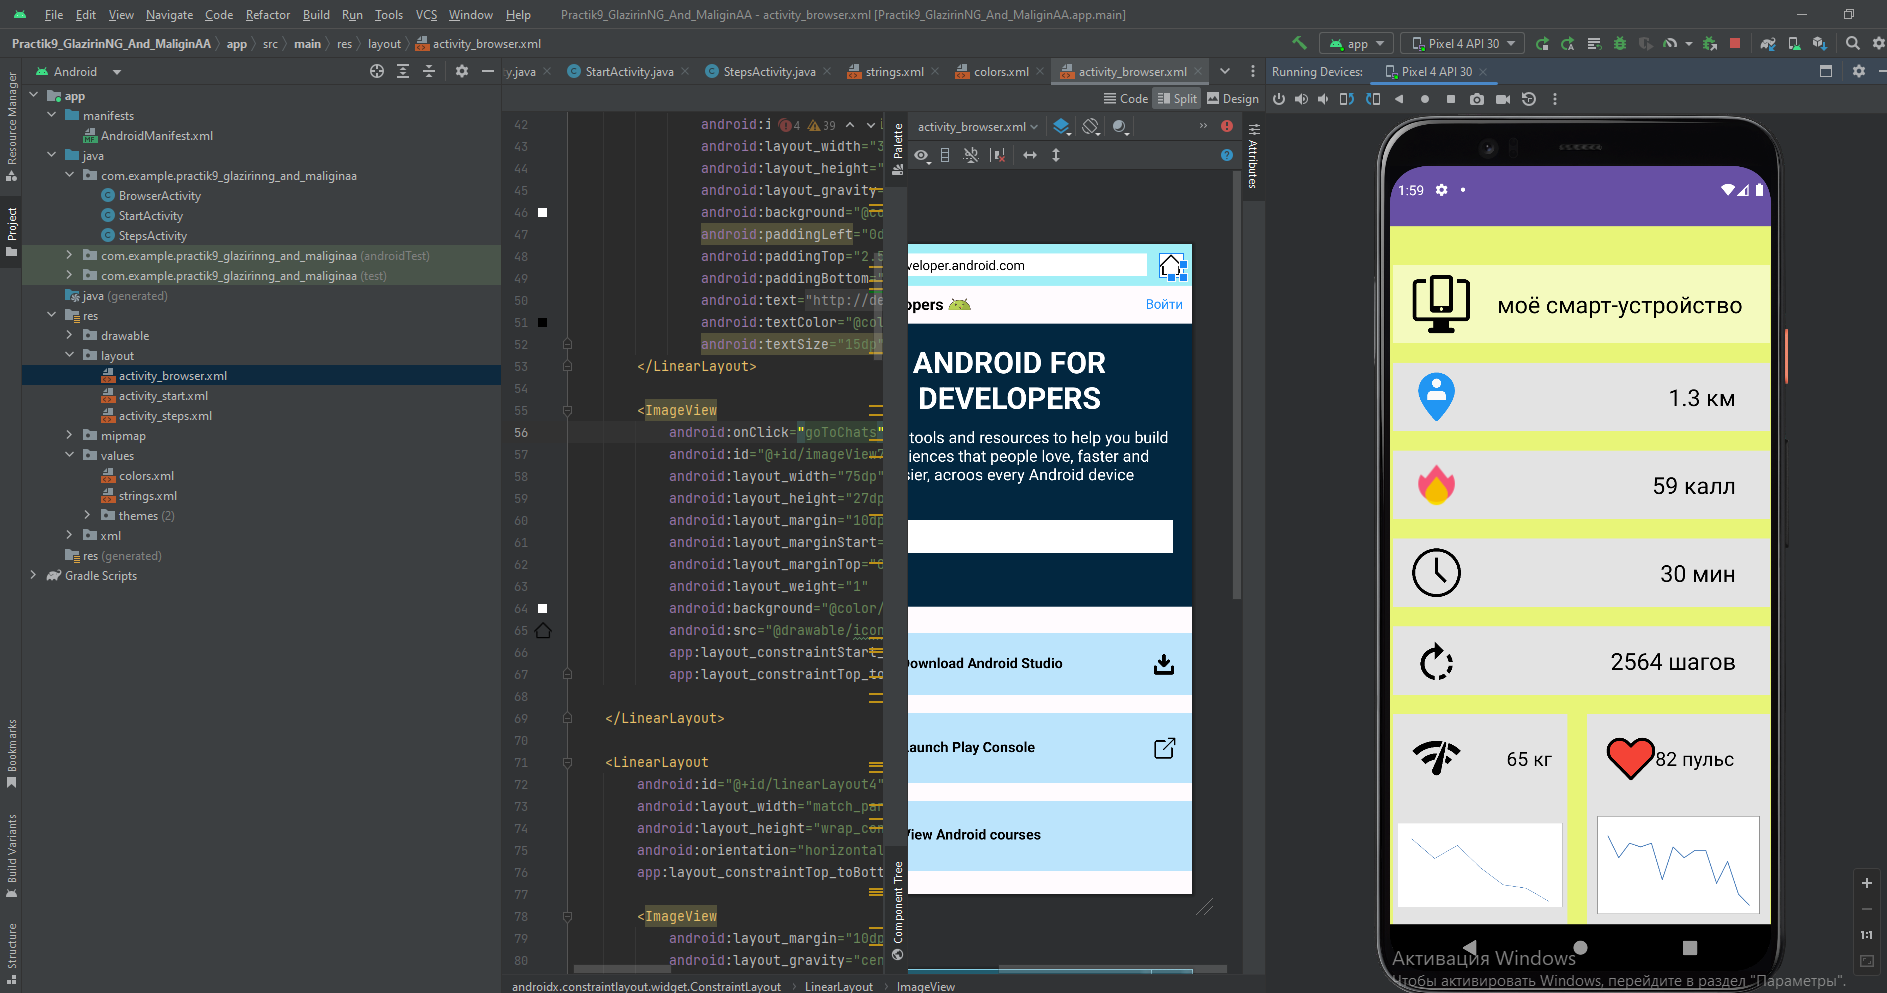 File Edit View Navigate Code Refactor Build Run Tools VCS Window Help Practik9_GlazirinNG_And_MaliginAA - activity_browser.xml [Practik9_GlazirinNG_And_MaliginAA.app.main]
Practik9_GlazirinNG_And_MaliginAA app src main res layout activity_browser.xml
app Pixel 4 API 30
Android
y.java StartActivity.java StepsActivity.java strings.xml colors.xml activity_browser.xml
Running Devices: Pixel 4 API 30
Code Split Design
Resource Manager
Project
Bookmarks
Build Variants
Structure
app
manifests
AndroidManifest.xml
java
com.example.practik9_glazirinng_and_maliginaa
BrowserActivity
StartActivity
StepsActivity
com.example.practik9_glazirinng_and_maliginaa (androidTest)
com.example.practik9_glazirinng_and_maliginaa (test)
java (generated)
res
drawable
layout
activity_browser.xml
activity_start.xml
activity_steps.xml
mipmap
values
colors.xml
strings.xml
themes (2)
xml
res (generated)
Gradle Scripts
4 39
42 android:i
43 android:layout_width="3
44 android:layout_height="
45 android:layout_gravity=
46 android:background="@co
47 android:paddingLeft="0d
48 android:paddingTop="2.5
49 android:paddingBottom="
50 android:text="http://de
51 android:textColor="@col
52 android:textSize="15dp"
53 </LinearLayout>
54
55 <ImageView
56 android:onClick="goToChats"
57 android:id="@+id/imageView7
58 android:layout_width="75dp"
59 android:layout_height="27dp
60 android:layout_margin="10dp
61 android:layout_marginStart=
62 android:layout_marginTop="0
63 android:layout_weight="1"
64 android:background="@color/
65 android:src="@drawable/icon
66 app:layout_constraintStart_
67 app:layout_constraintTop_to
68
69 </LinearLayout>
70
71 <LinearLayout
72 android:id="@+id/linearLayout4"
73 android:layout_width="match_par
74 android:layout_height="wrap_con
75 android:orientation="horizontal
76 app:layout_constraintTop_toBott
77
78 <ImageView
79 android:layout_margin="10dp
80 android:layout_gravity="cen
androidx.constraintlayout.widget.ConstraintLayout LinearLayout ImageView
Palette
Component Tree
activity_browser.xml
Attributes
veloper.android.com
opers Войти
ANDROID FOR
DEVELOPERS
tools and resources to help you build
iences that people love, faster and
sier, acroos every Android device
ownload Android Studio
aunch Play Console
View Android courses
1:59
моё смарт-устройство
1.3 км
59 калл
30 мин
2564 шагов
65 кг 82 пульс
1:1
Активация Windows
Чтобы активировать Windows, перейдите в раздел "Параметры".